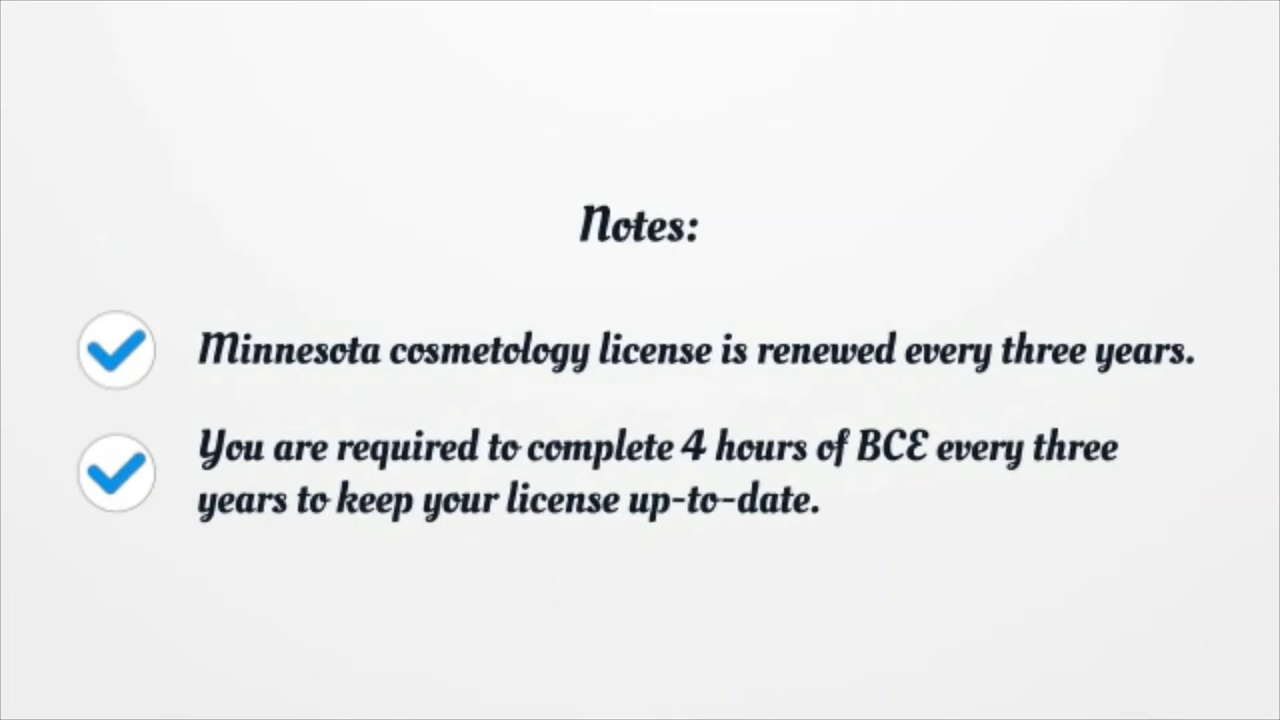 Notes:
Minnesota cosmetology license is renewed every three years.
You are required to complete 4 hours of BCE every three
years to keep your license up-to-date.